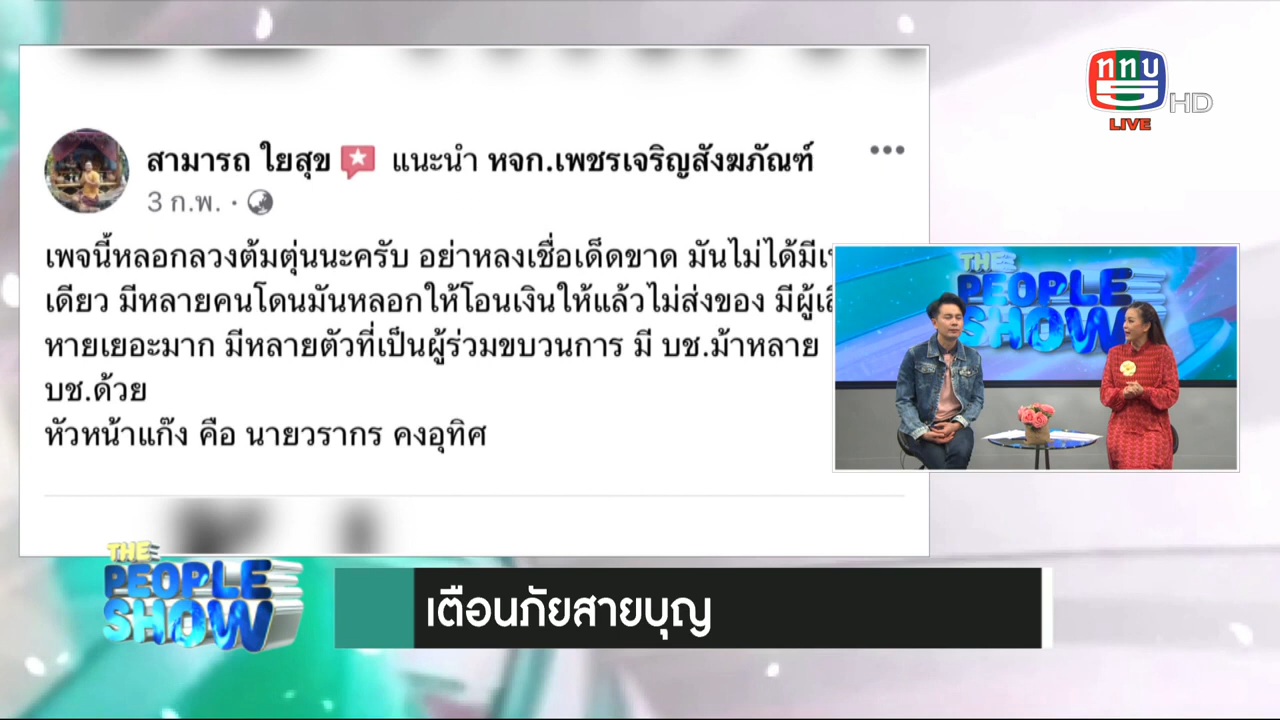 ททบ
HD
LIVE
สามารถ ใยสุข แนะนำ หจก.เพชรเจริญสังฆภัณฑ์
3 ก.พ.
เพจนี้หลอกลวงต้มตุ่นนะครับ อย่าหลงเชื่อเด็ดขาด มันไม่ได้มี
เดียว มีหลายคนโดนมันหลอกให้โอนเงินให้แล้วไม่ส่งของ มีผู้
หายเยอะมาก มีหลายตัวที่เป็นผู้ร่วมขบวนการ มี บช.ม้าหลาย
บช.ด้วย
หัวหน้าแก๊ง คือ นายวรากร คงอุทิศ
THE
PEOPLE
SHOW
THE
PEOPLE
SHOW
เตือนภัยสายบุญ